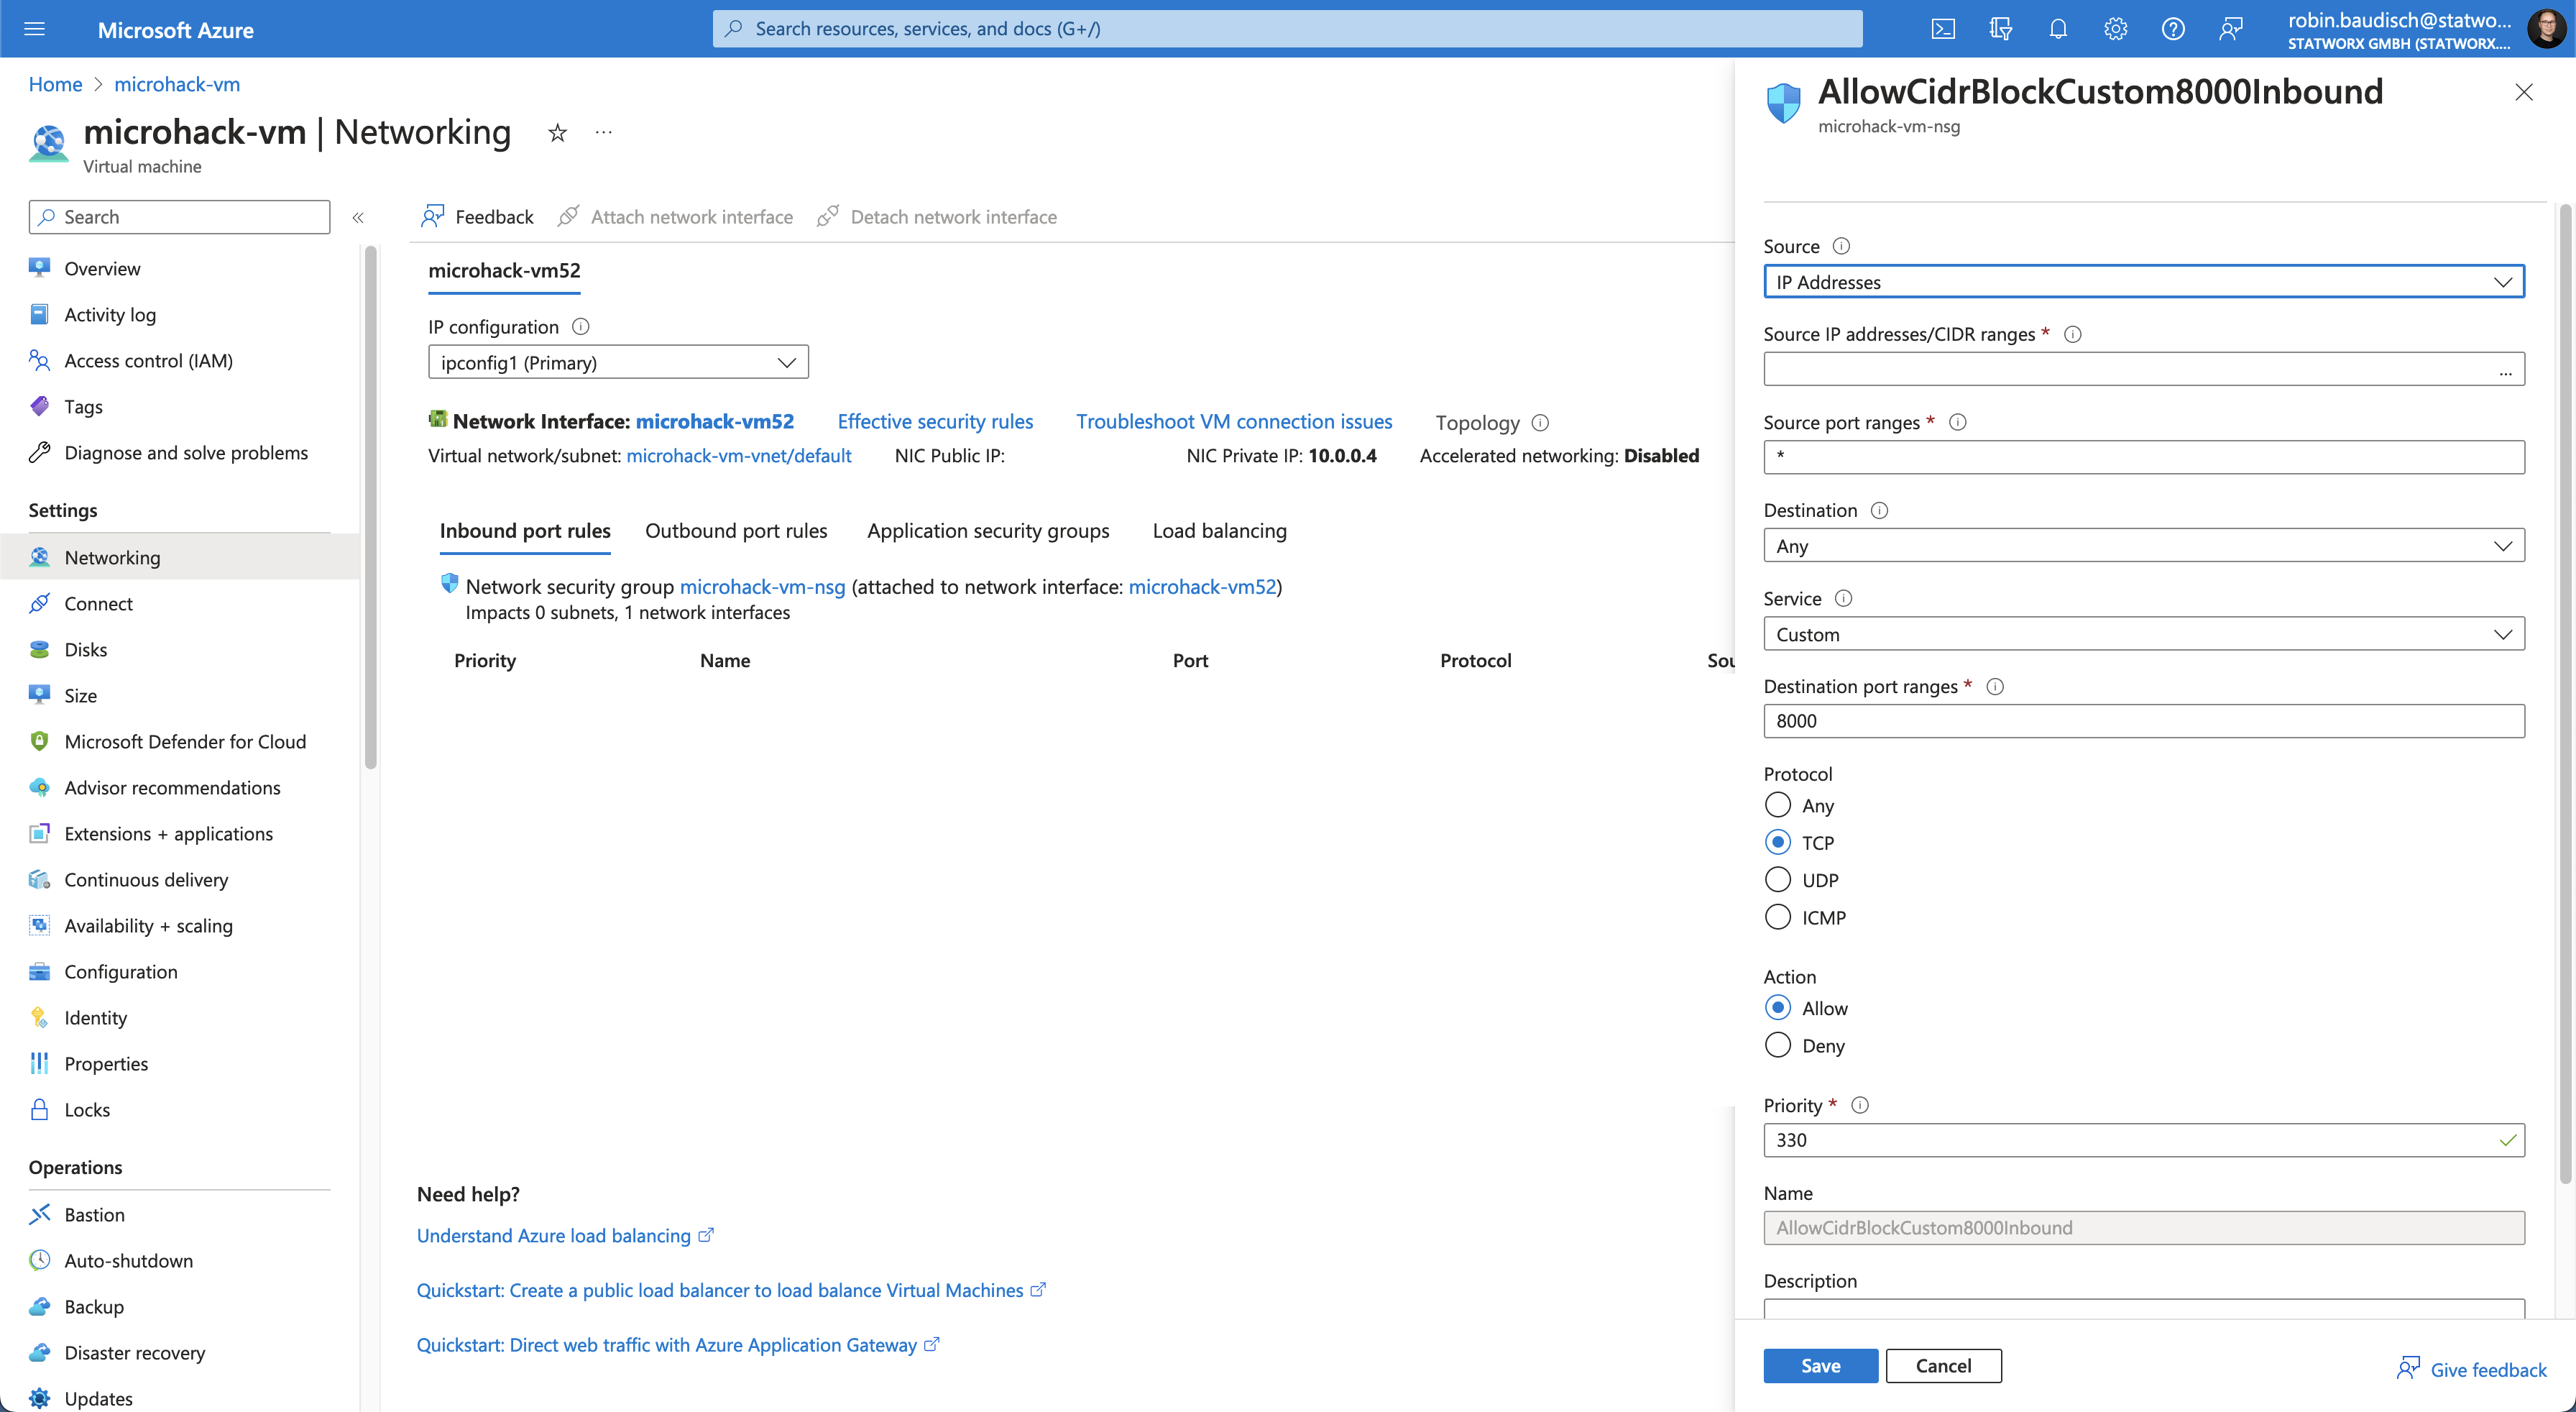 Microsoft Azure
Search resources, services, and docs (G+/)
robin.baudisch@statwo...
STATWORX GMBH (STATWORX....
Home > microhack-vm
microhack-vm | Networking
Virtual machine
Search
Overview
Activity log
Access control (IAM)
Tags
Diagnose and solve problems
Settings
Networking
Connect
Disks
Size
Microsoft Defender for Cloud
Advisor recommendations
Extensions + applications
Continuous delivery
Availability + scaling
Configuration
Identity
Properties
Locks
Operations
Bastion
Auto-shutdown
Backup
Disaster recovery
Updates
Feedback
Attach network interface
Detach network interface
microhack-vm52
IP configuration
ipconfig1 (Primary)
Network Interface: microhack-vm52
Effective security rules
Troubleshoot VM connection issues
Topology
Virtual network/subnet: microhack-vm-vnet/default
NIC Public IP:
NIC Private IP: 10.0.0.4
Accelerated networking: Disabled
Inbound port rules
Outbound port rules
Application security groups
Load balancing
Network security group microhack-vm-nsg (attached to network interface: microhack-vm52)
Impacts 0 subnets, 1 network interfaces
Priority
Name
Port
Protocol
Sou
Need help?
Understand Azure load balancing
Quickstart: Create a public load balancer to load balance Virtual Machines
Quickstart: Direct web traffic with Azure Application Gateway
AllowCidrBlockCustom8000Inbound
microhack-vm-nsg
Source
IP Addresses
Source IP addresses/CIDR ranges *
...
Source port ranges *
*
Destination
Any
Service
Custom
Destination port ranges *
8000
Protocol
Any
TCP
UDP
ICMP
Action
Allow
Deny
Priority *
330
Name
AllowCidrBlockCustom8000Inbound
Description
Save
Cancel
Give feedback